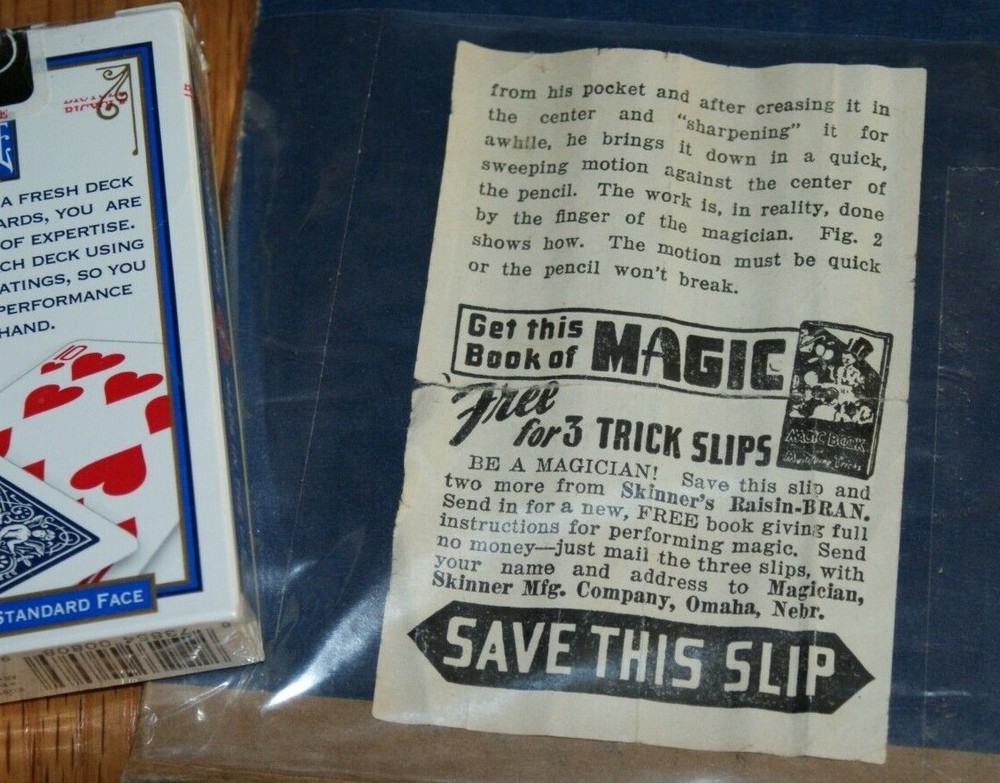 A FRESH DECK
ARDS, YOU ARE
OF EXPERTISE.
CH DECK USING
ATINGS, SO YOU
PERFORMANCE
HAND.
10
STANDARD FACE
from his pocket and after creasing it in
the center and "sharpening" it for
awhile, he brings it down in a quick,
sweeping motion against the center of
the pencil. The work is, in reality, done
by the finger of the magician. Fig. 2
shows how. The motion must be quick
or the pencil won't break.
Get this
Book of MAGIC
Free
for 3 TRICK SLIPS
MAGIC BOOK
BE A MAGICIAN! Save this slip and
two more from Skinner's Raisin-BRAN.
Send in for a new, FREE book giving full
instructions for performing magic. Send
no money—just mail the three slips, with
your name and address to Magician,
Skinner Mfg. Company, Omaha, Nebr.
SAVE THIS SLIP